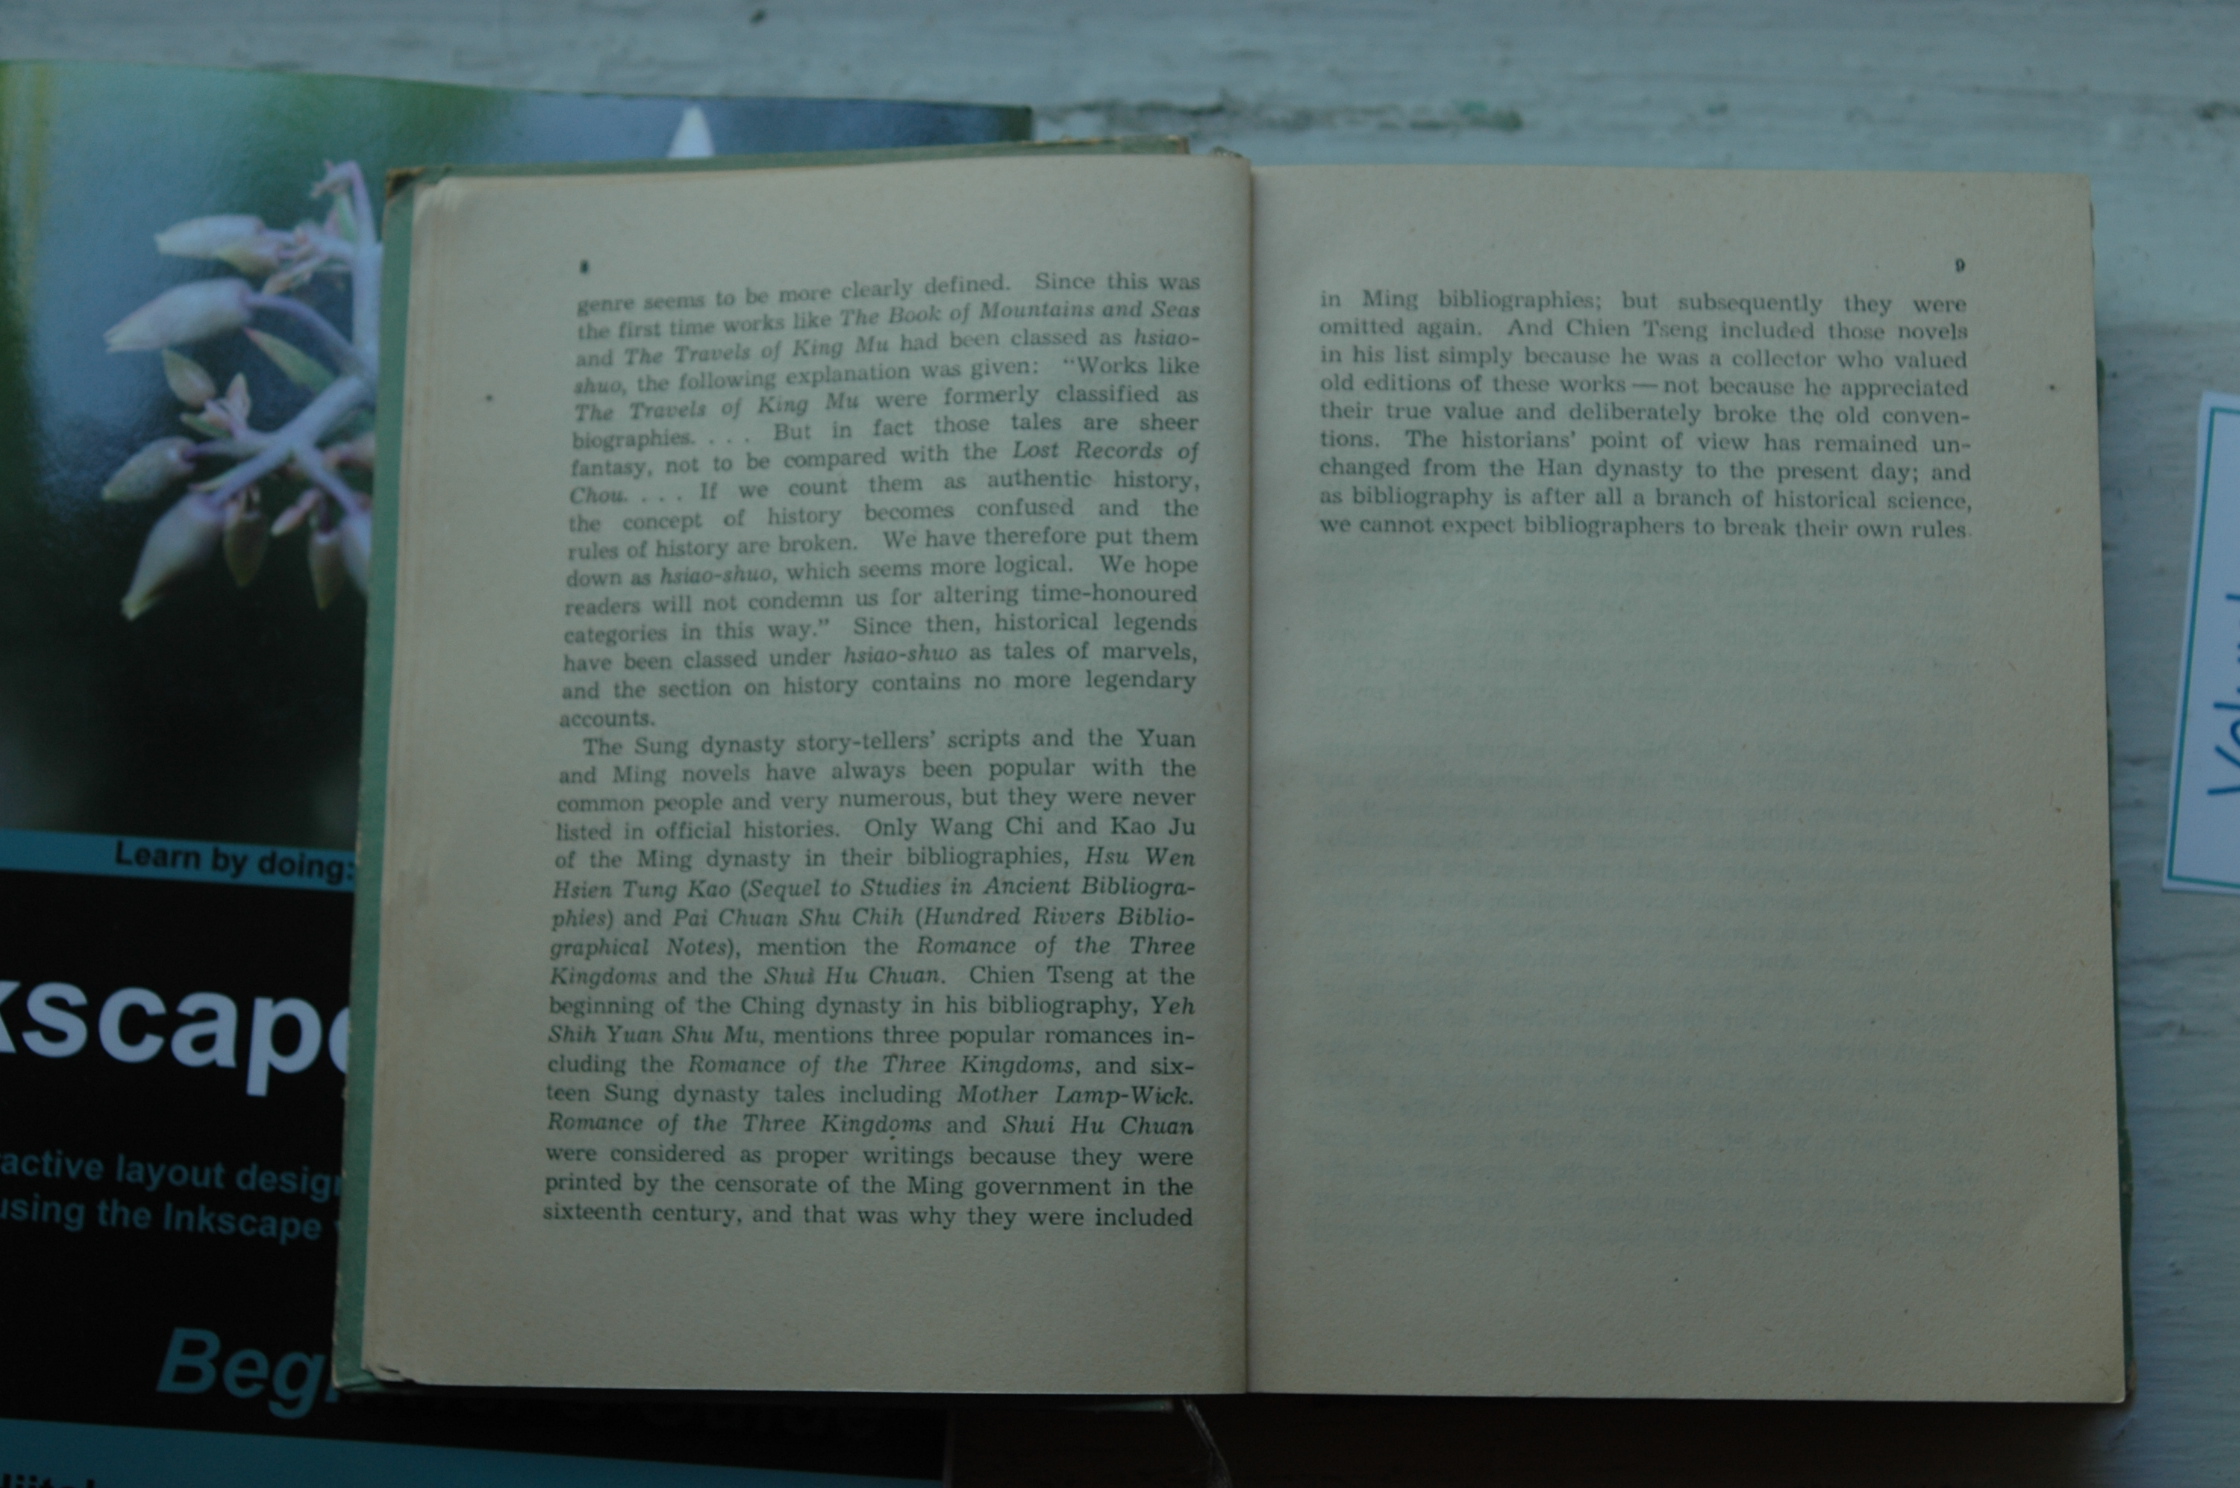 8
genre seems to be more clearly defined. Since this was
the first time works like The Book of Mountains and Seas
and The Travels of King Mu had been classed as hsiao-
shuo, the following explanation was given: “Works like
The Travels of King Mu were formerly classified as
biographies. . . . But in fact those tales are sheer
fantasy, not to be compared with the Lost Records of
Chou. . . . If we count them as authentic history,
the concept of history becomes confused and the
rules of history are broken. We have therefore put them
down as hsiao-shuo, which seems more logical. We hope
readers will not condemn us for altering time-honoured
categories in this way.” Since then, historical legends
have been classed under hsiao-shuo as tales of marvels,
and the section on history contains no more legendary
accounts.
The Sung dynasty story-tellers’ scripts and the Yuan
and Ming novels have always been popular with the
common people and very numerous, but they were never
listed in official histories. Only Wang Chi and Kao Ju
of the Ming dynasty in their bibliographies, Hsu Wen
Hsien Tung Kao (Sequel to Studies in Ancient Bibliogra-
phies) and Pai Chuan Shu Chih (Hundred Rivers Biblio-
graphical Notes), mention the Romance of the Three
Kingdoms and the Shui Hu Chuan. Chien Tseng at the
beginning of the Ching dynasty in his bibliography, Yeh
Shih Yuan Shu Mu, mentions three popular romances in-
cluding the Romance of the Three Kingdoms, and six-
teen Sung dynasty tales including Mother Lamp-Wick.
Romance of the Three Kingdoms and Shui Hu Chuan
were considered as proper writings because they were
printed by the censorate of the Ming government in the
sixteenth century, and that was why they were included
9
in Ming bibliographies; but subsequently they were
omitted again. And Chien Tseng included those novels
in his list simply because he was a collector who valued
old editions of these works — not because he appreciated
their true value and deliberately broke the old conven-
tions. The historians’ point of view has remained un-
changed from the Han dynasty to the present day; and
as bibliography is after all a branch of historical science,
we cannot expect bibliographers to break their own rules.
Learn by doing:
kscape
active layout design
using the Inkscape
Beg